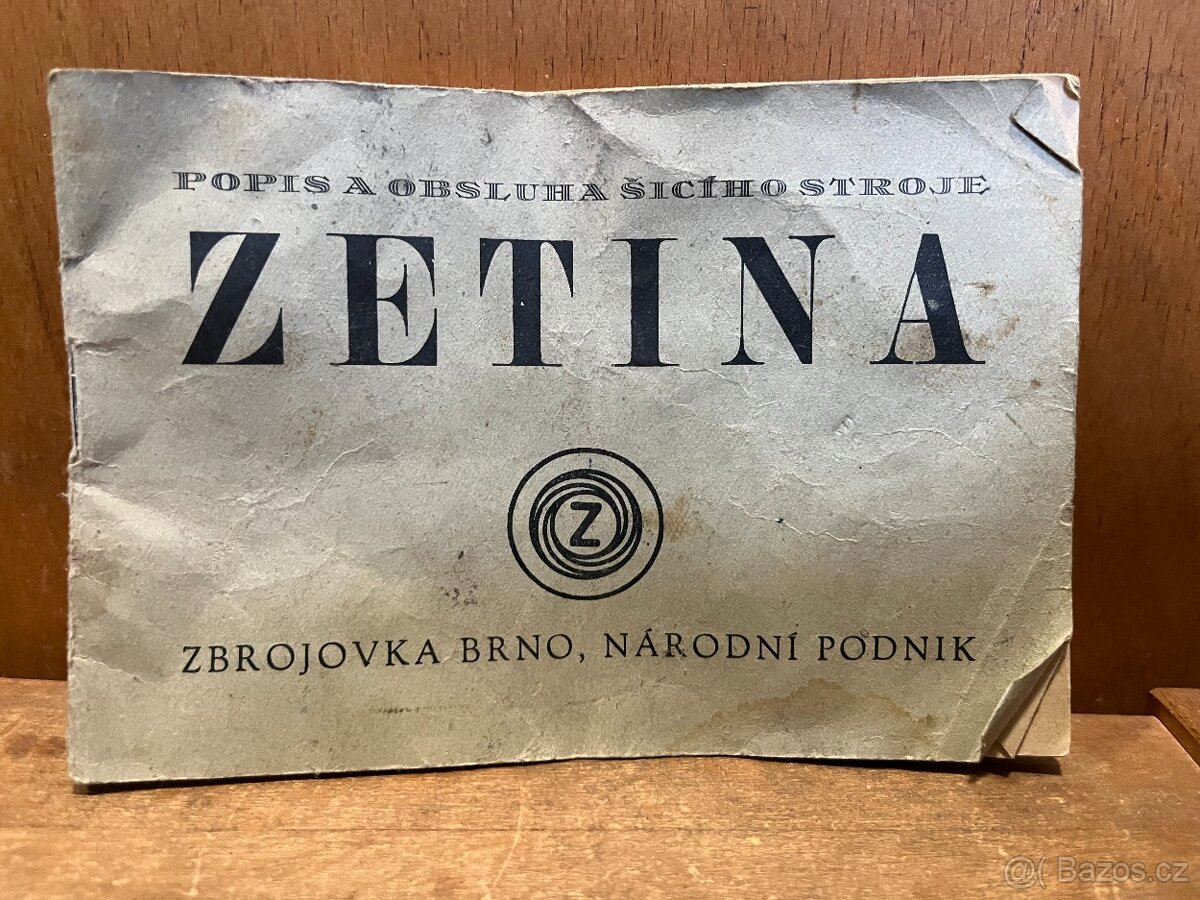 POPIS A OBSLUHA ŠICÍHO STROJE
ZETINA
Z
ZBROJOVKA BRNO, NÁRODNÍ PODNIK
@( Bazos.cz